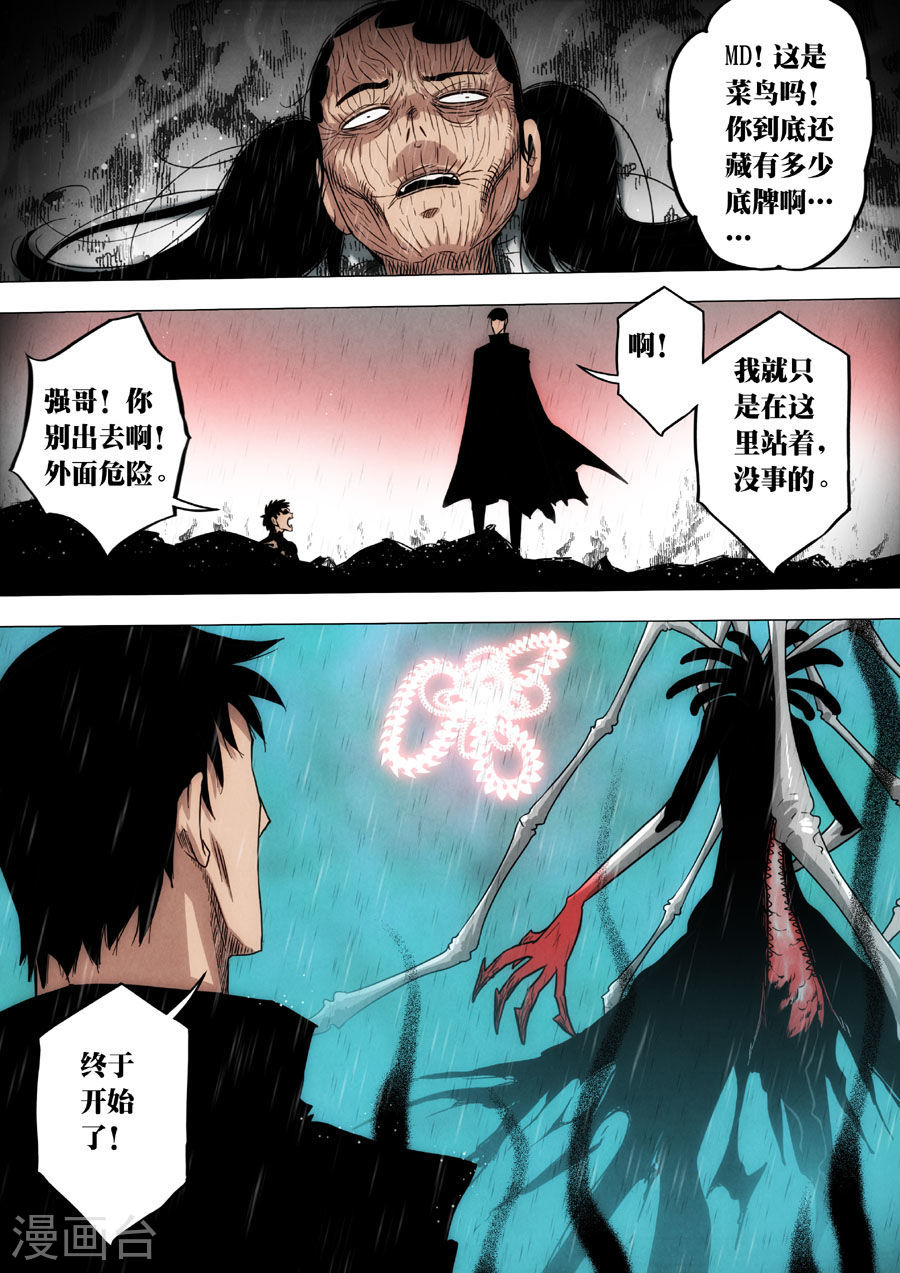 MD！这是
菜鸟吗！
你到底还
藏有多少
底牌啊……
……
强哥！你
别出去啊！
外面危险。
啊！
我就只
是在这
里站着，
没事的。
终于
开始
了！
漫画台